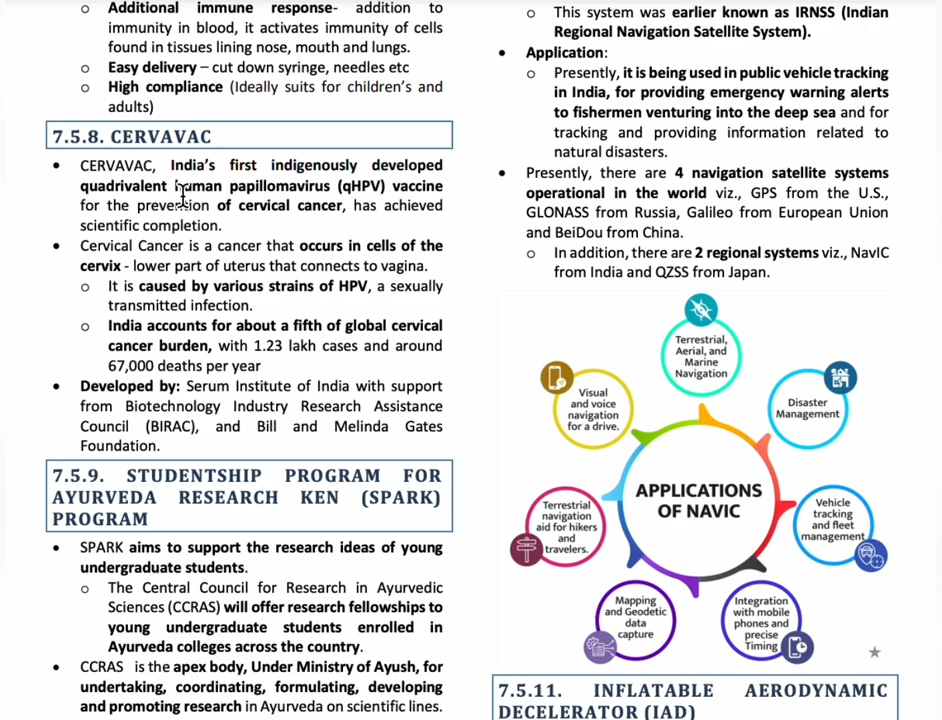 o Additional immune response- addition to
immunity in blood, it activates immunity of cells
found in tissues lining nose, mouth and lungs.
o Easy delivery – cut down syringe, needles etc
o High compliance (Ideally suits for children's and
adults)
7.5.8. CERVAVAC
• CERVAVAC, India's first indigenously developed
quadrivalent human papillomavirus (qHPV) vaccine
for the prevention of cervical cancer, has achieved
scientific completion.
• Cervical Cancer is a cancer that occurs in cells of the
cervix - lower part of uterus that connects to vagina.
o It is caused by various strains of HPV, a sexually
transmitted infection.
o India accounts for about a fifth of global cervical
cancer burden, with 1.23 lakh cases and around
67,000 deaths per year
• Developed by: Serum Institute of India with support
from Biotechnology Industry Research Assistance
Council (BIRAC), and Bill and Melinda Gates
Foundation.
7.5.9. STUDENTSHIP PROGRAM FOR
AYURVEDA RESEARCH KEN (SPARK)
PROGRAM
• SPARK aims to support the research ideas of young
undergraduate students.
o The Central Council for Research in Ayurvedic
Sciences (CCRAS) will offer research fellowships to
young undergraduate students enrolled in
Ayurveda colleges across the country.
• CCRAS is the apex body, Under Ministry of Ayush, for
undertaking, coordinating, formulating, developing
and promoting research in Ayurveda on scientific lines.
o This system was earlier known as IRNSS (Indian
Regional Navigation Satellite System).
• Application:
o Presently, it is being used in public vehicle tracking
in India, for providing emergency warning alerts
to fishermen venturing into the deep sea and for
tracking and providing information related to
natural disasters.
• Presently, there are 4 navigation satellite systems
operational in the world viz., GPS from the U.S.,
GLONASS from Russia, Galileo from European Union
and BeiDou from China.
o In addition, there are 2 regional systems viz., NavIC
from India and QZSS from Japan.
Terrestrial,
Aerial, and
Marine
Navigation
Disaster
Management
Vehicle
tracking
and fleet
management
Integration
with mobile
phones and
precise
Timing
Mapping
and Geodetic
data
capture
Terrestrial
navigation
aid for hikers
and
travelers.
Visual
and voice
navigation
for a drive.
APPLICATIONS
OF NAVIC
7.5.11. INFLATABLE AERODYNAMIC
DECELERATOR (IAD)